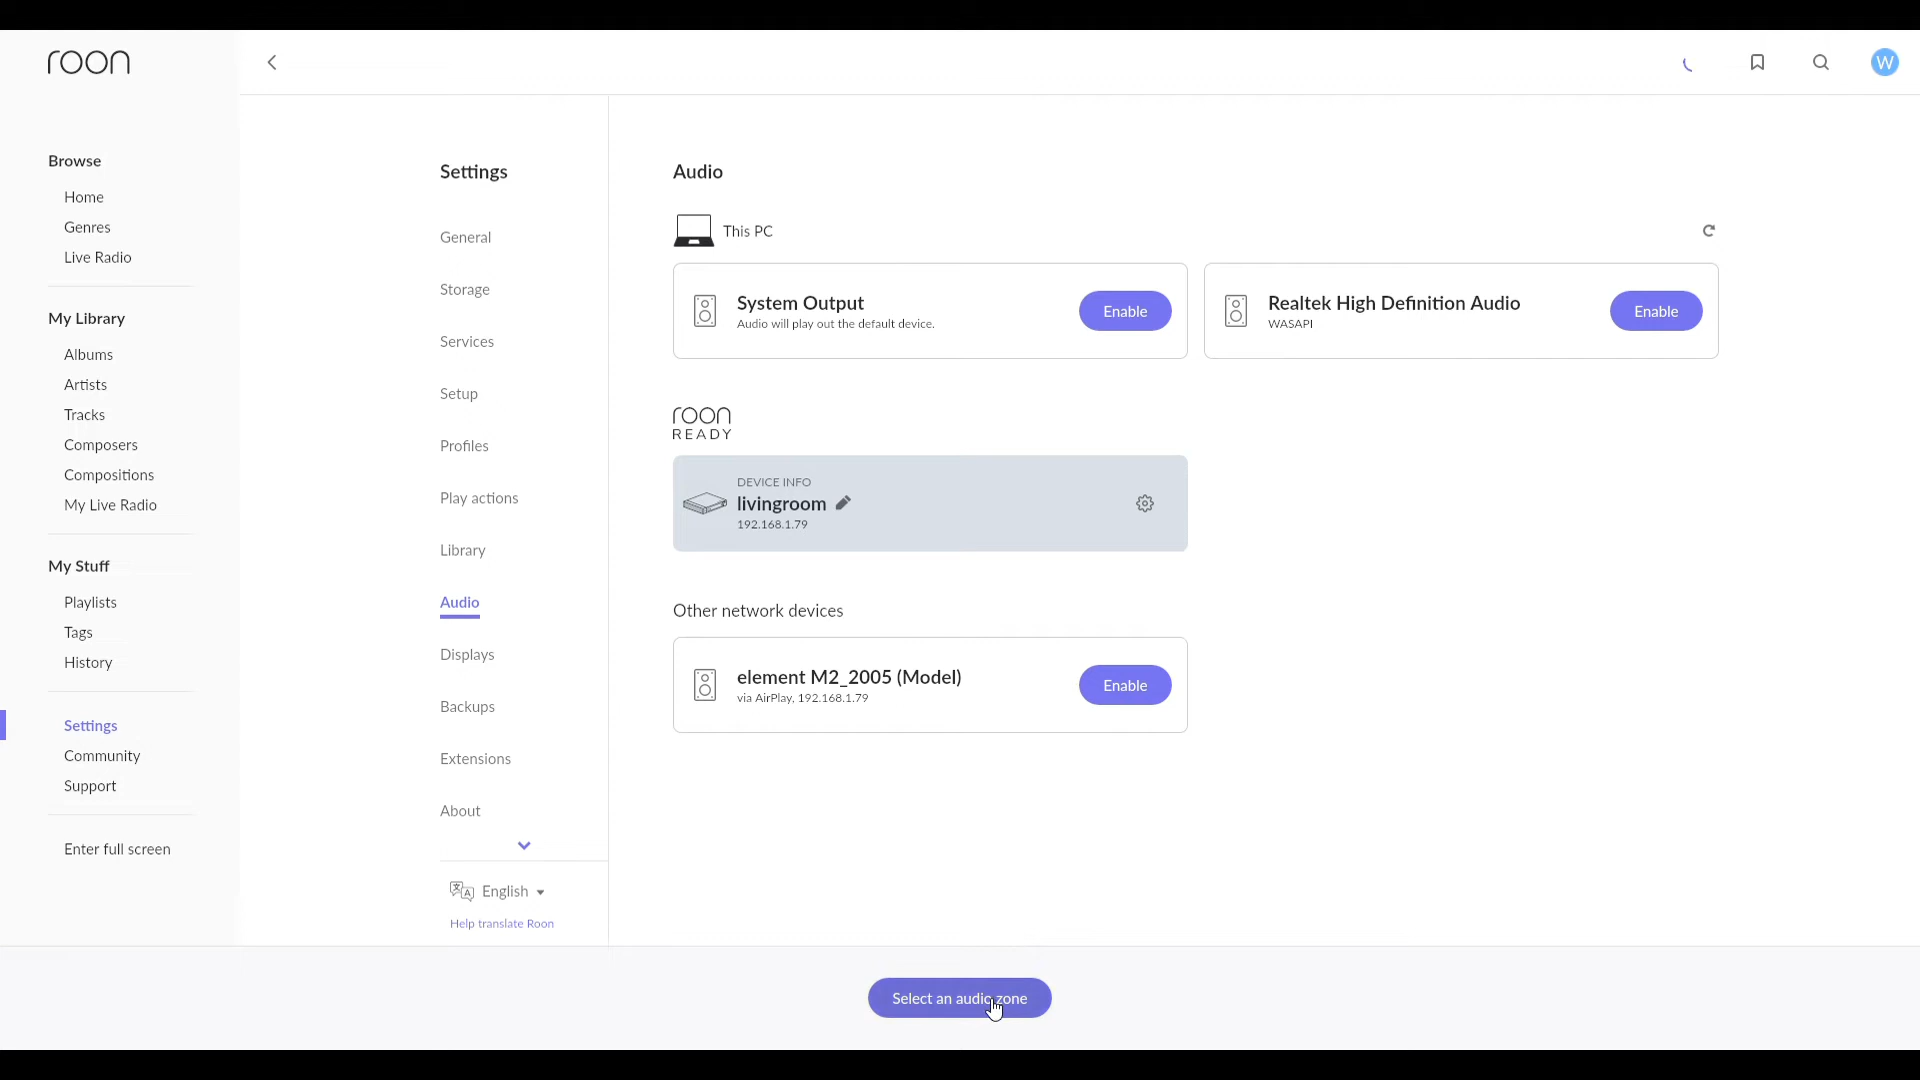 roon
W
Browse
Home
Genres
Live Radio
My Library
Albums
Artists
Tracks
Composers
Compositions
My Live Radio
My Stuff
Playlists
Tags
History
Settings
Community
Support
Enter full screen
Settings
General
Storage
Services
Setup
Profiles
Play actions
Library
Audio
Displays
Backups
Extensions
About
English
Help translate Roon
Audio
This PC
System Output
Audio will play out the default device.
Enable
Realtek High Definition Audio
WASAPI
Enable
roon
READY
DEVICE INFO
livingroom
192.168.1.79
Other network devices
element M2_2005 (Model)
via AirPlay, 192.168.1.79
Enable
Select an audio zone